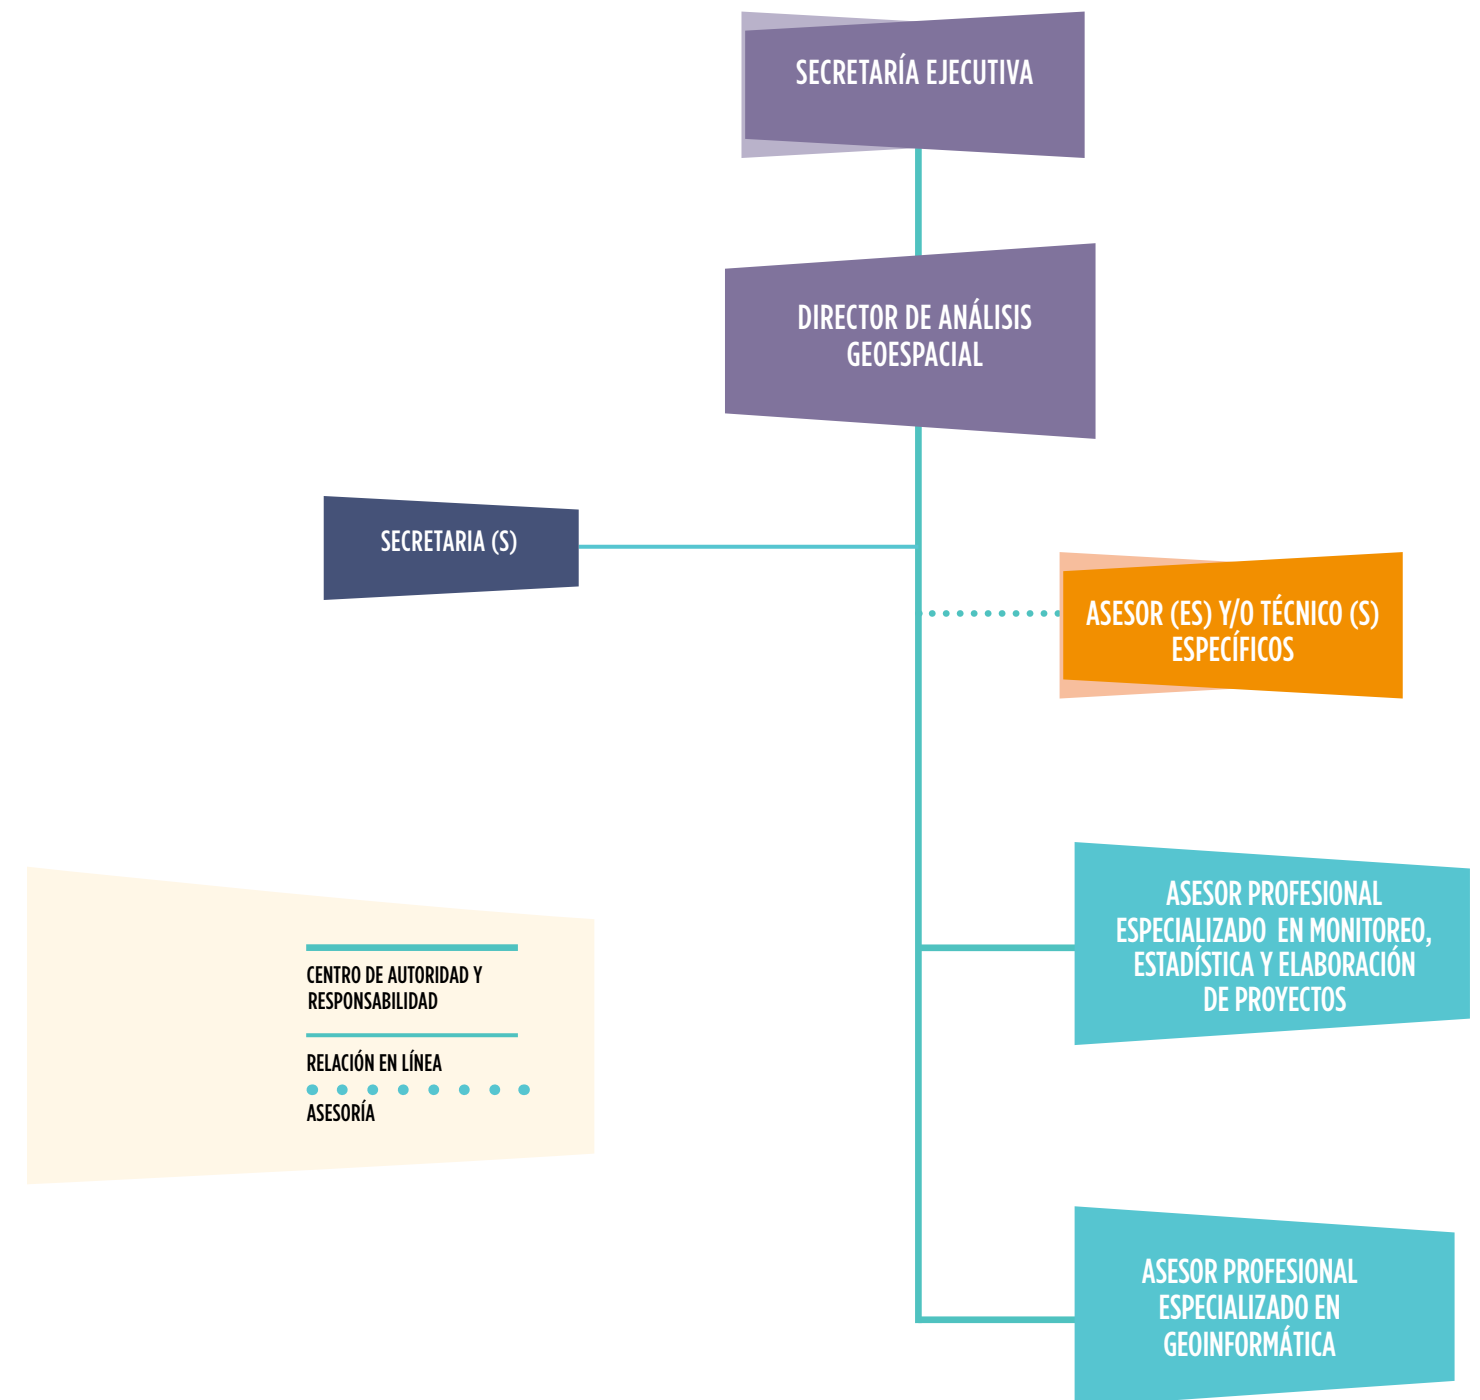 SECRETARÍA EJECUTIVA
DIRECTOR DE ANÁLISIS
GEOESPACIAL
SECRETARIA (S)
ASESOR (ES) Y/O TÉCNICO (S)
ESPECÍFICOS
ASESOR PROFESIONAL
ESPECIALIZADO EN MONITOREO,
ESTADÍSTICA Y ELABORACIÓN
DE PROYECTOS
CENTRO DE AUTORIDAD Y
RESPONSABILIDAD
RELACIÓN EN LÍNEA
ASESORÍA
ASESOR PROFESIONAL
ESPECIALIZADO EN
GEOINFORMÁTICA